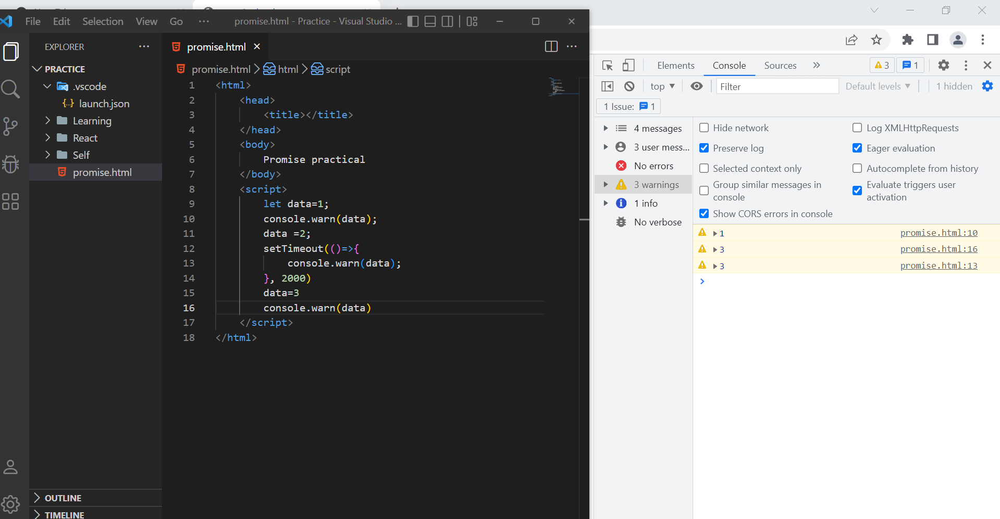 File Edit Selection View Go ··· promise.html - Practice - Visual Studio ...
EXPLORER ···
PRACTICE
.vscode
{..} launch.json
Learning
React
Self
promise.html
OUTLINE
TIMELINE
promise.html
promise.html > html > script
1 <html>
2 <head>
3 <title></title>
4 </head>
5 <body>
6 Promise practical
7 </body>
8 <script>
9 let data=1;
10 console.warn(data);
11 data =2;
12 setTimeout(()=>{
13 console.warn(data);
14 }, 2000)
15 data=3
16 console.warn(data)
17 </script>
18 </html>
Elements Console Sources » 3 1
top ▼ Filter Default levels ▼ 1 hidden
1 Issue: 1
4 messages
3 user mess...
No errors
3 warnings
1 info
No verbose
Hide network Log XMLHttpRequests
Preserve log Eager evaluation
Selected context only Autocomplete from history
Group similar messages in console
Evaluate triggers user activation
Show CORS errors in console
1 promise.html:10
3 promise.html:16
3 promise.html:13
>